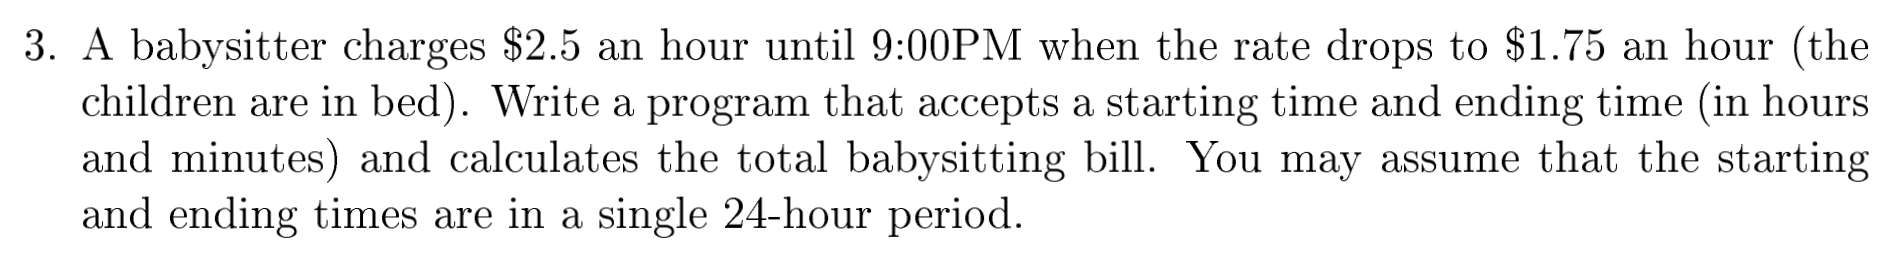 3. A babysitter charges $2.5 an hour until 9:00PM when the rate drops to $1.75 an hour (the
children are in bed). Write a program that accepts a starting time and ending time (in hours
and minutes) and calculates the total babysitting bill. You may assume that the starting
and ending times are in a single 24-hour period.